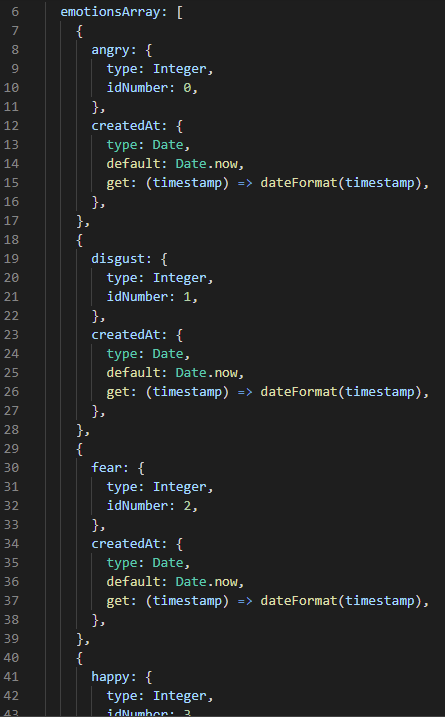 6 emotionsArray: [
7 {
8 angry: {
9 type: Integer,
10 idNumber: 0,
11 },
12 createdAt: {
13 type: Date,
14 default: Date.now,
15 get: (timestamp) => dateFormat(timestamp),
16 },
17 },
18 {
19 disgust: {
20 type: Integer,
21 idNumber: 1,
22 },
23 createdAt: {
24 type: Date,
25 default: Date.now,
26 get: (timestamp) => dateFormat(timestamp),
27 },
28 },
29 {
30 fear: {
31 type: Integer,
32 idNumber: 2,
33 },
34 createdAt: {
35 type: Date,
36 default: Date.now,
37 get: (timestamp) => dateFormat(timestamp),
38 },
39 },
40 {
41 happy: {
42 type: Integer,
43 idNumber: 3,